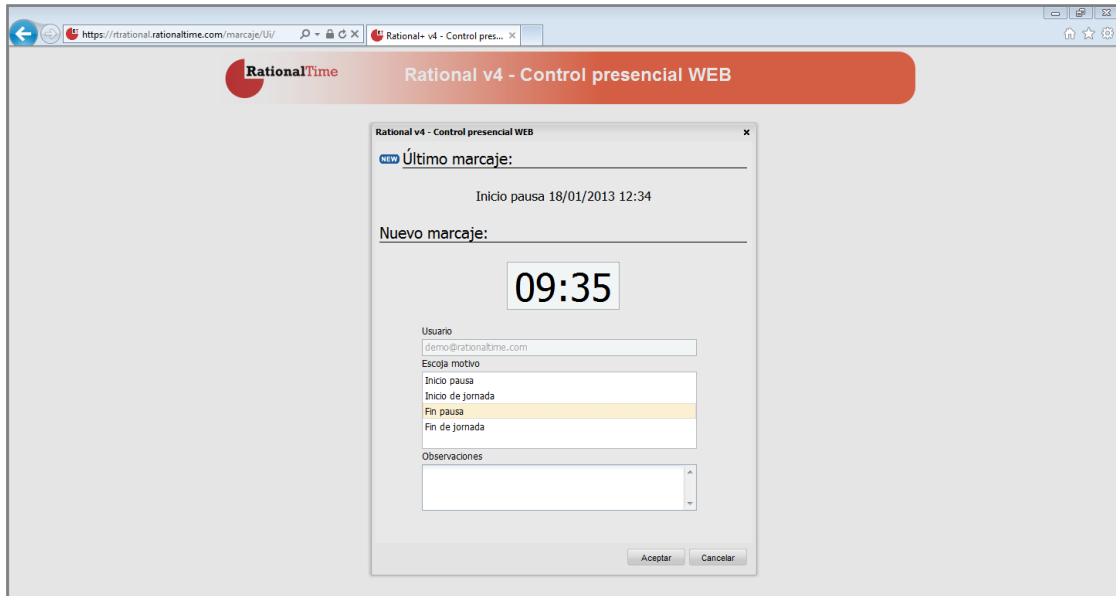 https://rtrational.rationaltime.com/marcaje/Ui/
Rational+ v4 - Control pres...
RationalTime
Rational v4 - Control presencial WEB
Rational v4 - Control presencial WEB
NEW Último marcaje:
Inicio pausa 18/01/2013 12:34
Nuevo marcaje:
09:35
Usuario
demo@rationaltime.com
Escoja motivo
Inicio pausa
Inicio de jornada
Fin pausa
Fin de jornada
Observaciones
Aceptar Cancelar